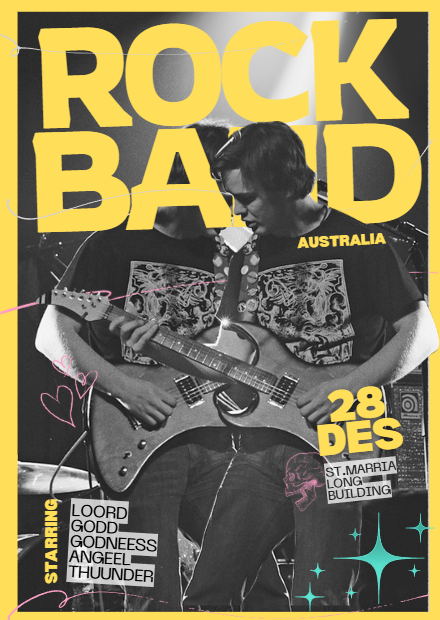 ROCK
BAND
AUSTRALIA
28
DES
ST.MARRIA
LONG
BUILDING
STARRING
LOORD
GODD
GODNEESS
ANGEEL
THUUNDER